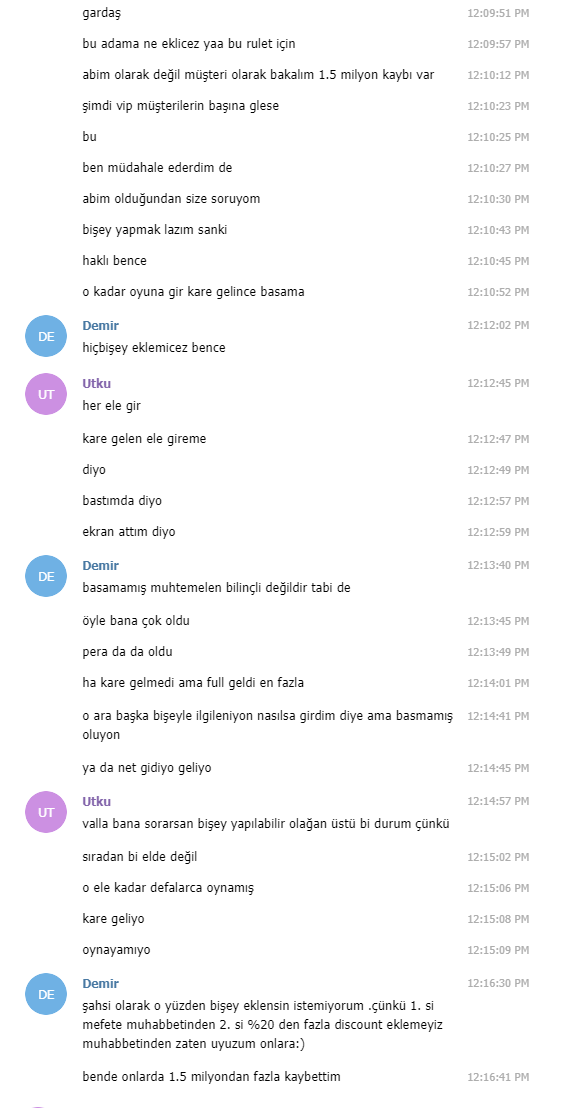 gardaş 12:09:51 PM
bu adama ne eklicez yaa bu rulet için 12:09:57 PM
abim olarak değil müşteri olarak bakalım 1.5 milyon kaybı var 12:10:12 PM
şimdi vip müşterilerin başına glese 12:10:23 PM
bu 12:10:25 PM
ben müdahale ederdim de 12:10:27 PM
abim olduğundan size soruyom 12:10:30 PM
bişey yapmak lazım sanki 12:10:43 PM
haklı bence 12:10:45 PM
o kadar oyuna gir kare gelince basama 12:10:52 PM
DE Demir 12:12:02 PM
hiçbişey eklemicez bence
UT Utku 12:12:45 PM
her ele gir
kare gelen ele gireme 12:12:47 PM
diyo 12:12:49 PM
bastımda diyo 12:12:57 PM
ekran attım diyo 12:12:59 PM
DE Demir 12:13:40 PM
basamamış muhtemelen bilinçli değildir tabi de
öyle bana çok oldu 12:13:45 PM
pera da da oldu 12:13:49 PM
ha kare gelmedi ama full geldi en fazla 12:14:01 PM
o ara başka bişeyle ilgileniyon nasılsa girdim diye ama basmamış 12:14:41 PM
oluyon
ya da net gidiyo geliyo 12:14:45 PM
UT Utku 12:14:57 PM
valla bana sorarsan bişey yapılabilir olağan üstü bi durum çünkü
sıradan bi elde değil 12:15:02 PM
o ele kadar defalarca oynamış 12:15:06 PM
kare geliyo 12:15:08 PM
oynayamıyo 12:15:09 PM
DE Demir 12:16:30 PM
şahsi olarak o yüzden bişey eklensin istemiyorum .çünkü 1. si
mefete muhabbetinden 2. si %20 den fazla discount eklemeyiz
muhabbetinden zaten uyuzum onlara:)
bende onlarda 1.5 milyondan fazla kaybettim 12:16:41 PM